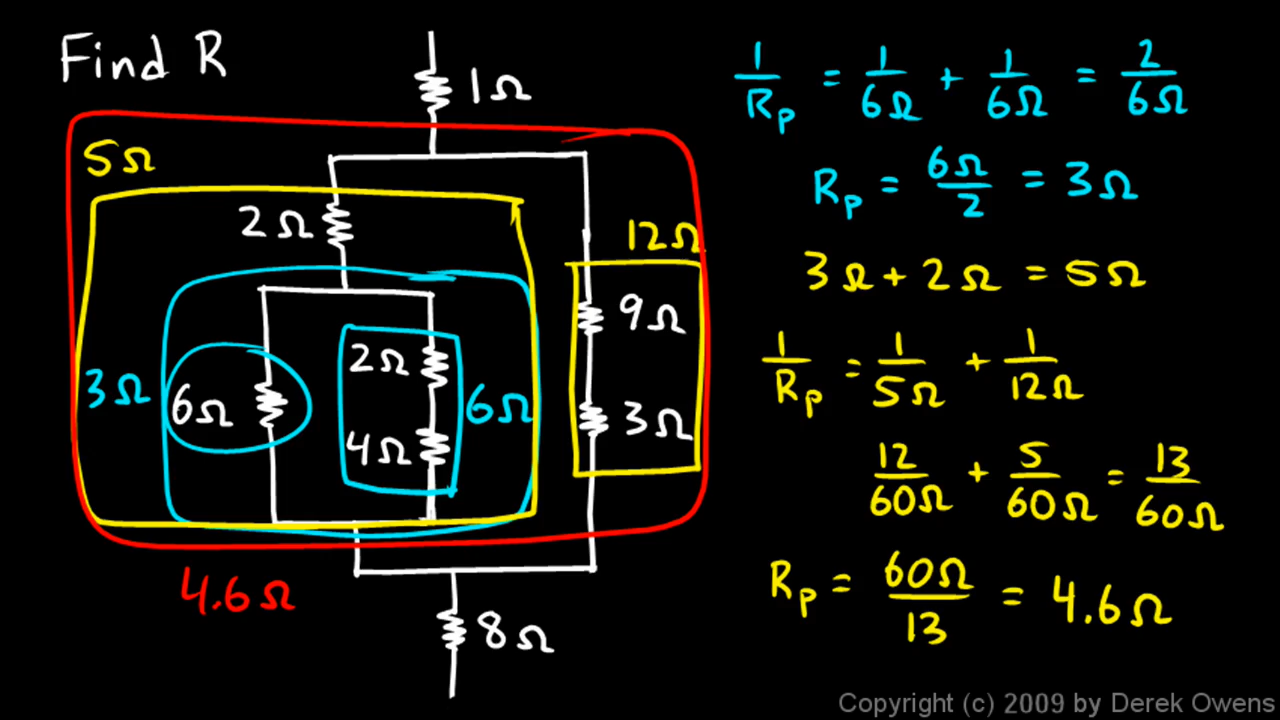 Find R
1Ω
5Ω
2Ω
12Ω
9Ω
3Ω
6Ω
2Ω
4Ω
6Ω
3Ω
4.6Ω
8Ω
1/Rp = 1/6Ω + 1/6Ω = 2/6Ω
Rp = 6Ω/2 = 3Ω
3Ω + 2Ω = 5Ω
1/Rp = 1/5Ω + 1/12Ω
12/60Ω + 5/60Ω = 13/60Ω
Rp = 60Ω/13 = 4.6Ω
Copyright (c) 2009 by Derek Owens